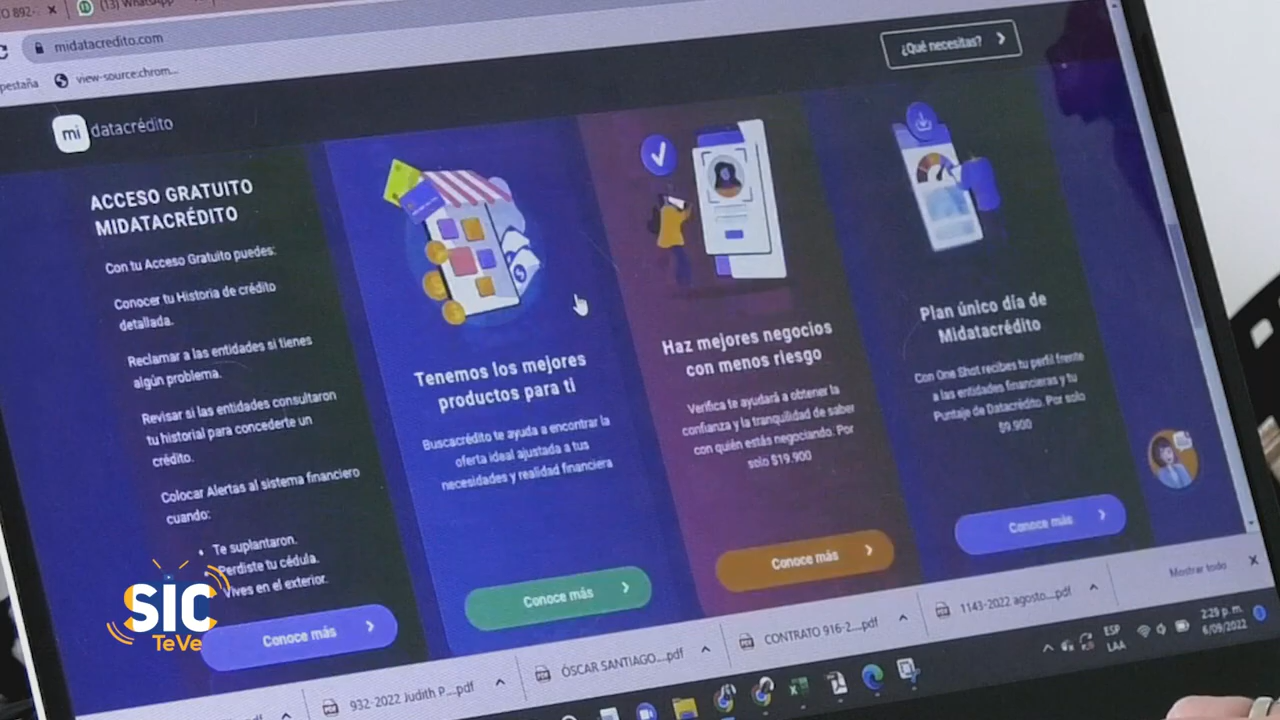 O 892-
(13) WhatsApp
midatacredito.com
pestaña
view-source:chrom...
¿Qué necesitas?
mi datacrédito
ACCESO GRATUITO
MIDATACRÉDITO
Con tu Acceso Gratuito puedes:
Conocer tu Historia de crédito
detallada.
Reclamar a las entidades si tienes
algún problema.
Revisar si las entidades consultaron
tu historial para concederte un
crédito.
Colocar Alertas al sistema financiero
cuando:
• Te suplantaron.
Perdiste tu cédula.
Vives en el exterior.
Conoce más
Tenemos los mejores
productos para ti
Buscacrédito te ayuda a encontrar la
oferta ideal ajustada a tus
necesidades y realidad financiera
Conoce más
Haz mejores negocios
con menos riesgo
Verifica te ayudará a obtener la
confianza y la tranquilidad de saber
con quién estás negociando. Por
solo $19.900
Conoce más
Plan único día de
Midatacrédito
Con One Shot recibes tu perfil frente
a las entidades financieras y tu
Puntaje de Datacrédito. Por solo
$9.900
Conoce más
SIC
TeVe
932-2022 Judith P....pdf
ÓSCAR SANTIAGO....pdf
CONTRATO 916-2....pdf
1143-2022 agosto....pdf
Mostrar todo
ESP
LAA
2:29 p. m.
6/09/2022